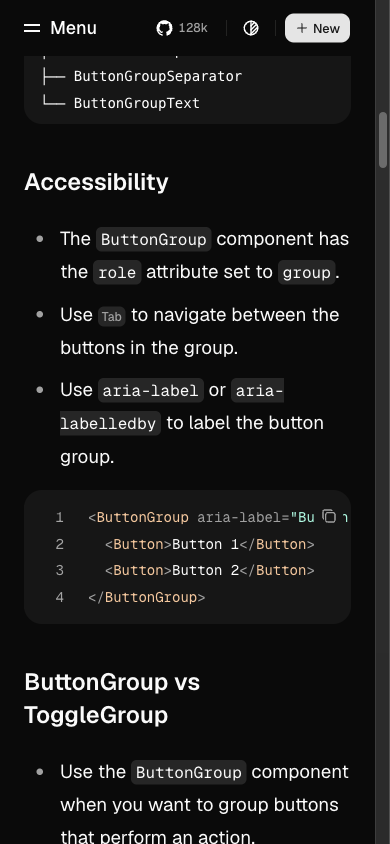 Menu
128k
+ New
├── ButtonGroupSeparator
└── ButtonGroupText
Accessibility
• The ButtonGroup component has
the role attribute set to group.
• Use Tab to navigate between the
buttons in the group.
• Use aria-label or aria-
labelledby to label the button
group.
1 <ButtonGroup aria-label="Bu
2 <Button>Button 1</Button>
3 <Button>Button 2</Button>
4 </ButtonGroup>
ButtonGroup vs
ToggleGroup
• Use the ButtonGroup component
when you want to group buttons
that perform an action.